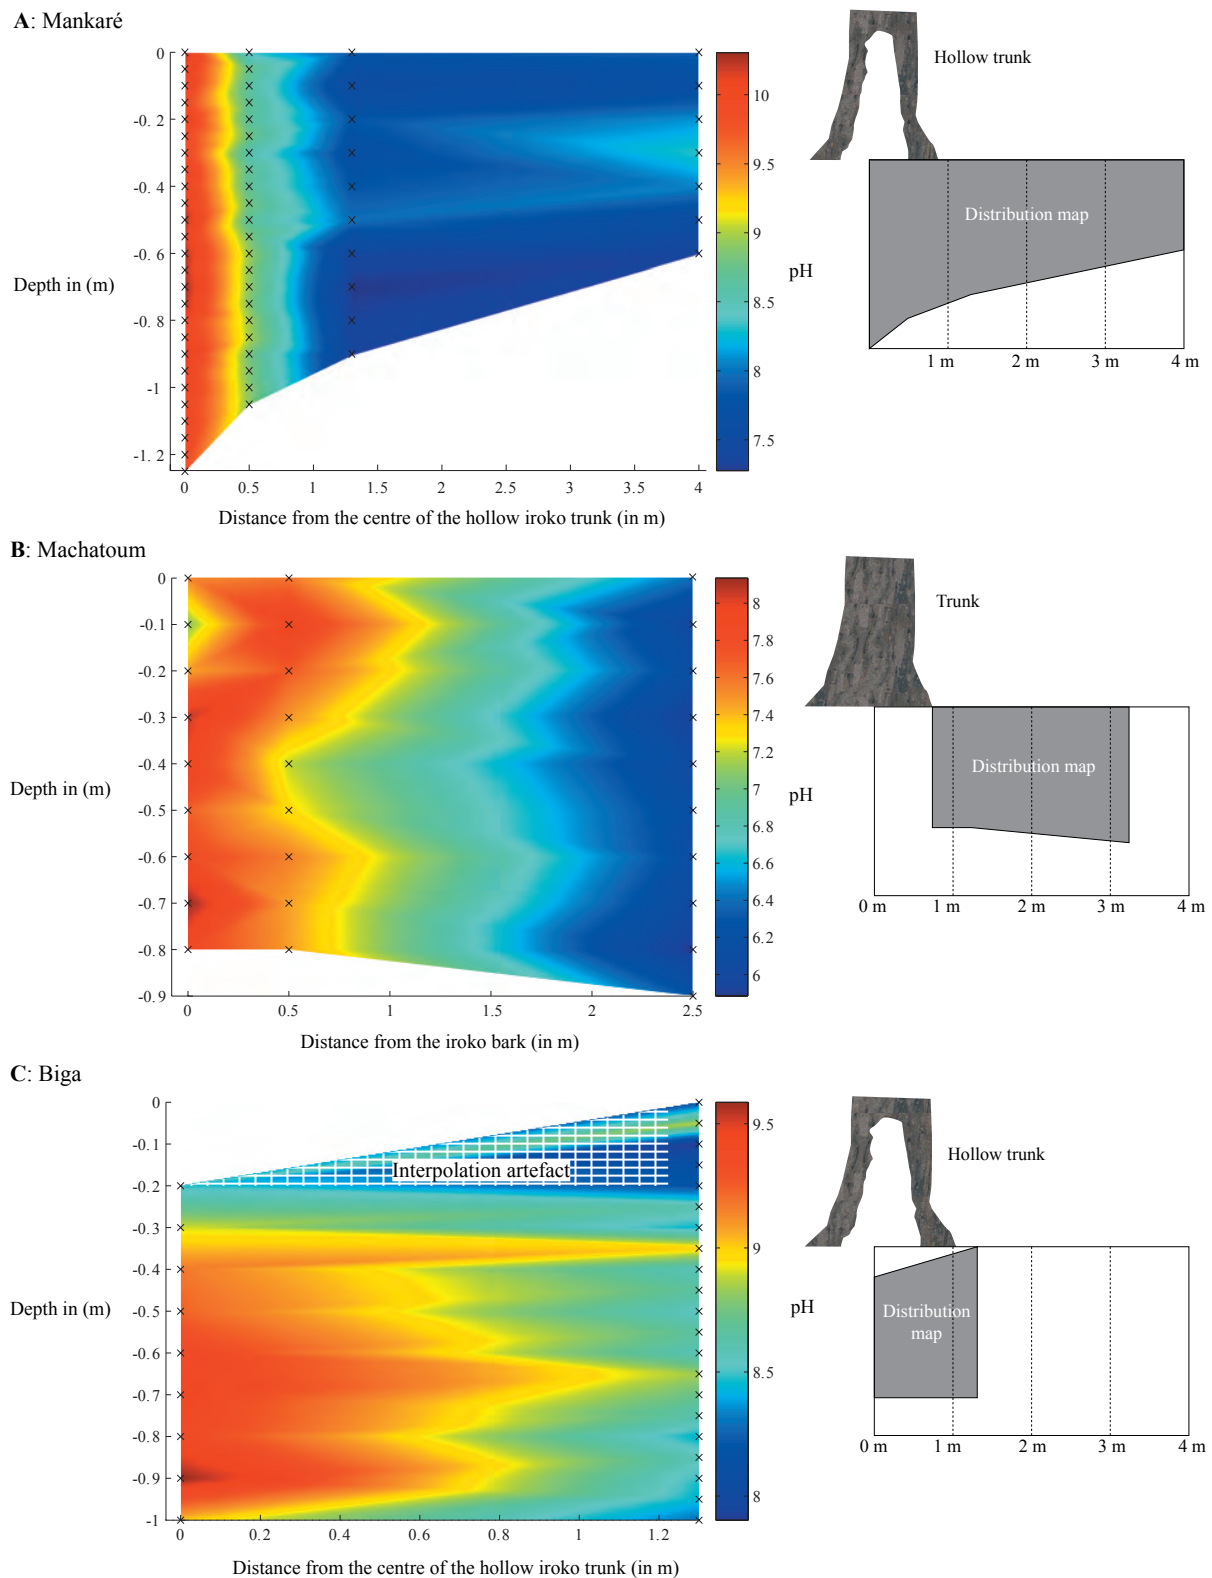 A: Mankaré
0
-0. 2
-0.4
-0.6
-0.8
-1
-1.2
Depth in (m)
0
0.5
1
1.5
2
2.5
3
3.5
4
Distance from the centre of the hollow iroko trunk (in m)
10
9.5
9
8.5
8
7.5
pH
Hollow trunk
Distribution map
1 m
2 m
3 m
4 m
B: Machatoum
0
-0.1
-0.2
-0.3
-0.4
-0.5
-0.6
-0.7
-0.8
-0.9
Depth in (m)
0
0.5
1
1.5
2
2.5
Distance from the iroko bark (in m)
8
7.8
7.6
7.4
7.2
7
6.8
6.6
6.4
6.2
6
pH
Trunk
Distribution map
0 m
1 m
2 m
3 m
4 m
C: Biga
0
-0.1
-0.2
-0.3
-0.4
-0.5
-0.6
-0.7
-0.8
-0.9
-1
Depth in (m)
Interpolation artefact
0
0.2
0.4
0.6
0.8
1
1.2
Distance from the centre of the hollow iroko trunk (in m)
9.5
9
8.5
8
pH
Hollow trunk
Distribution
map
0 m
1 m
2 m
3 m
4 m